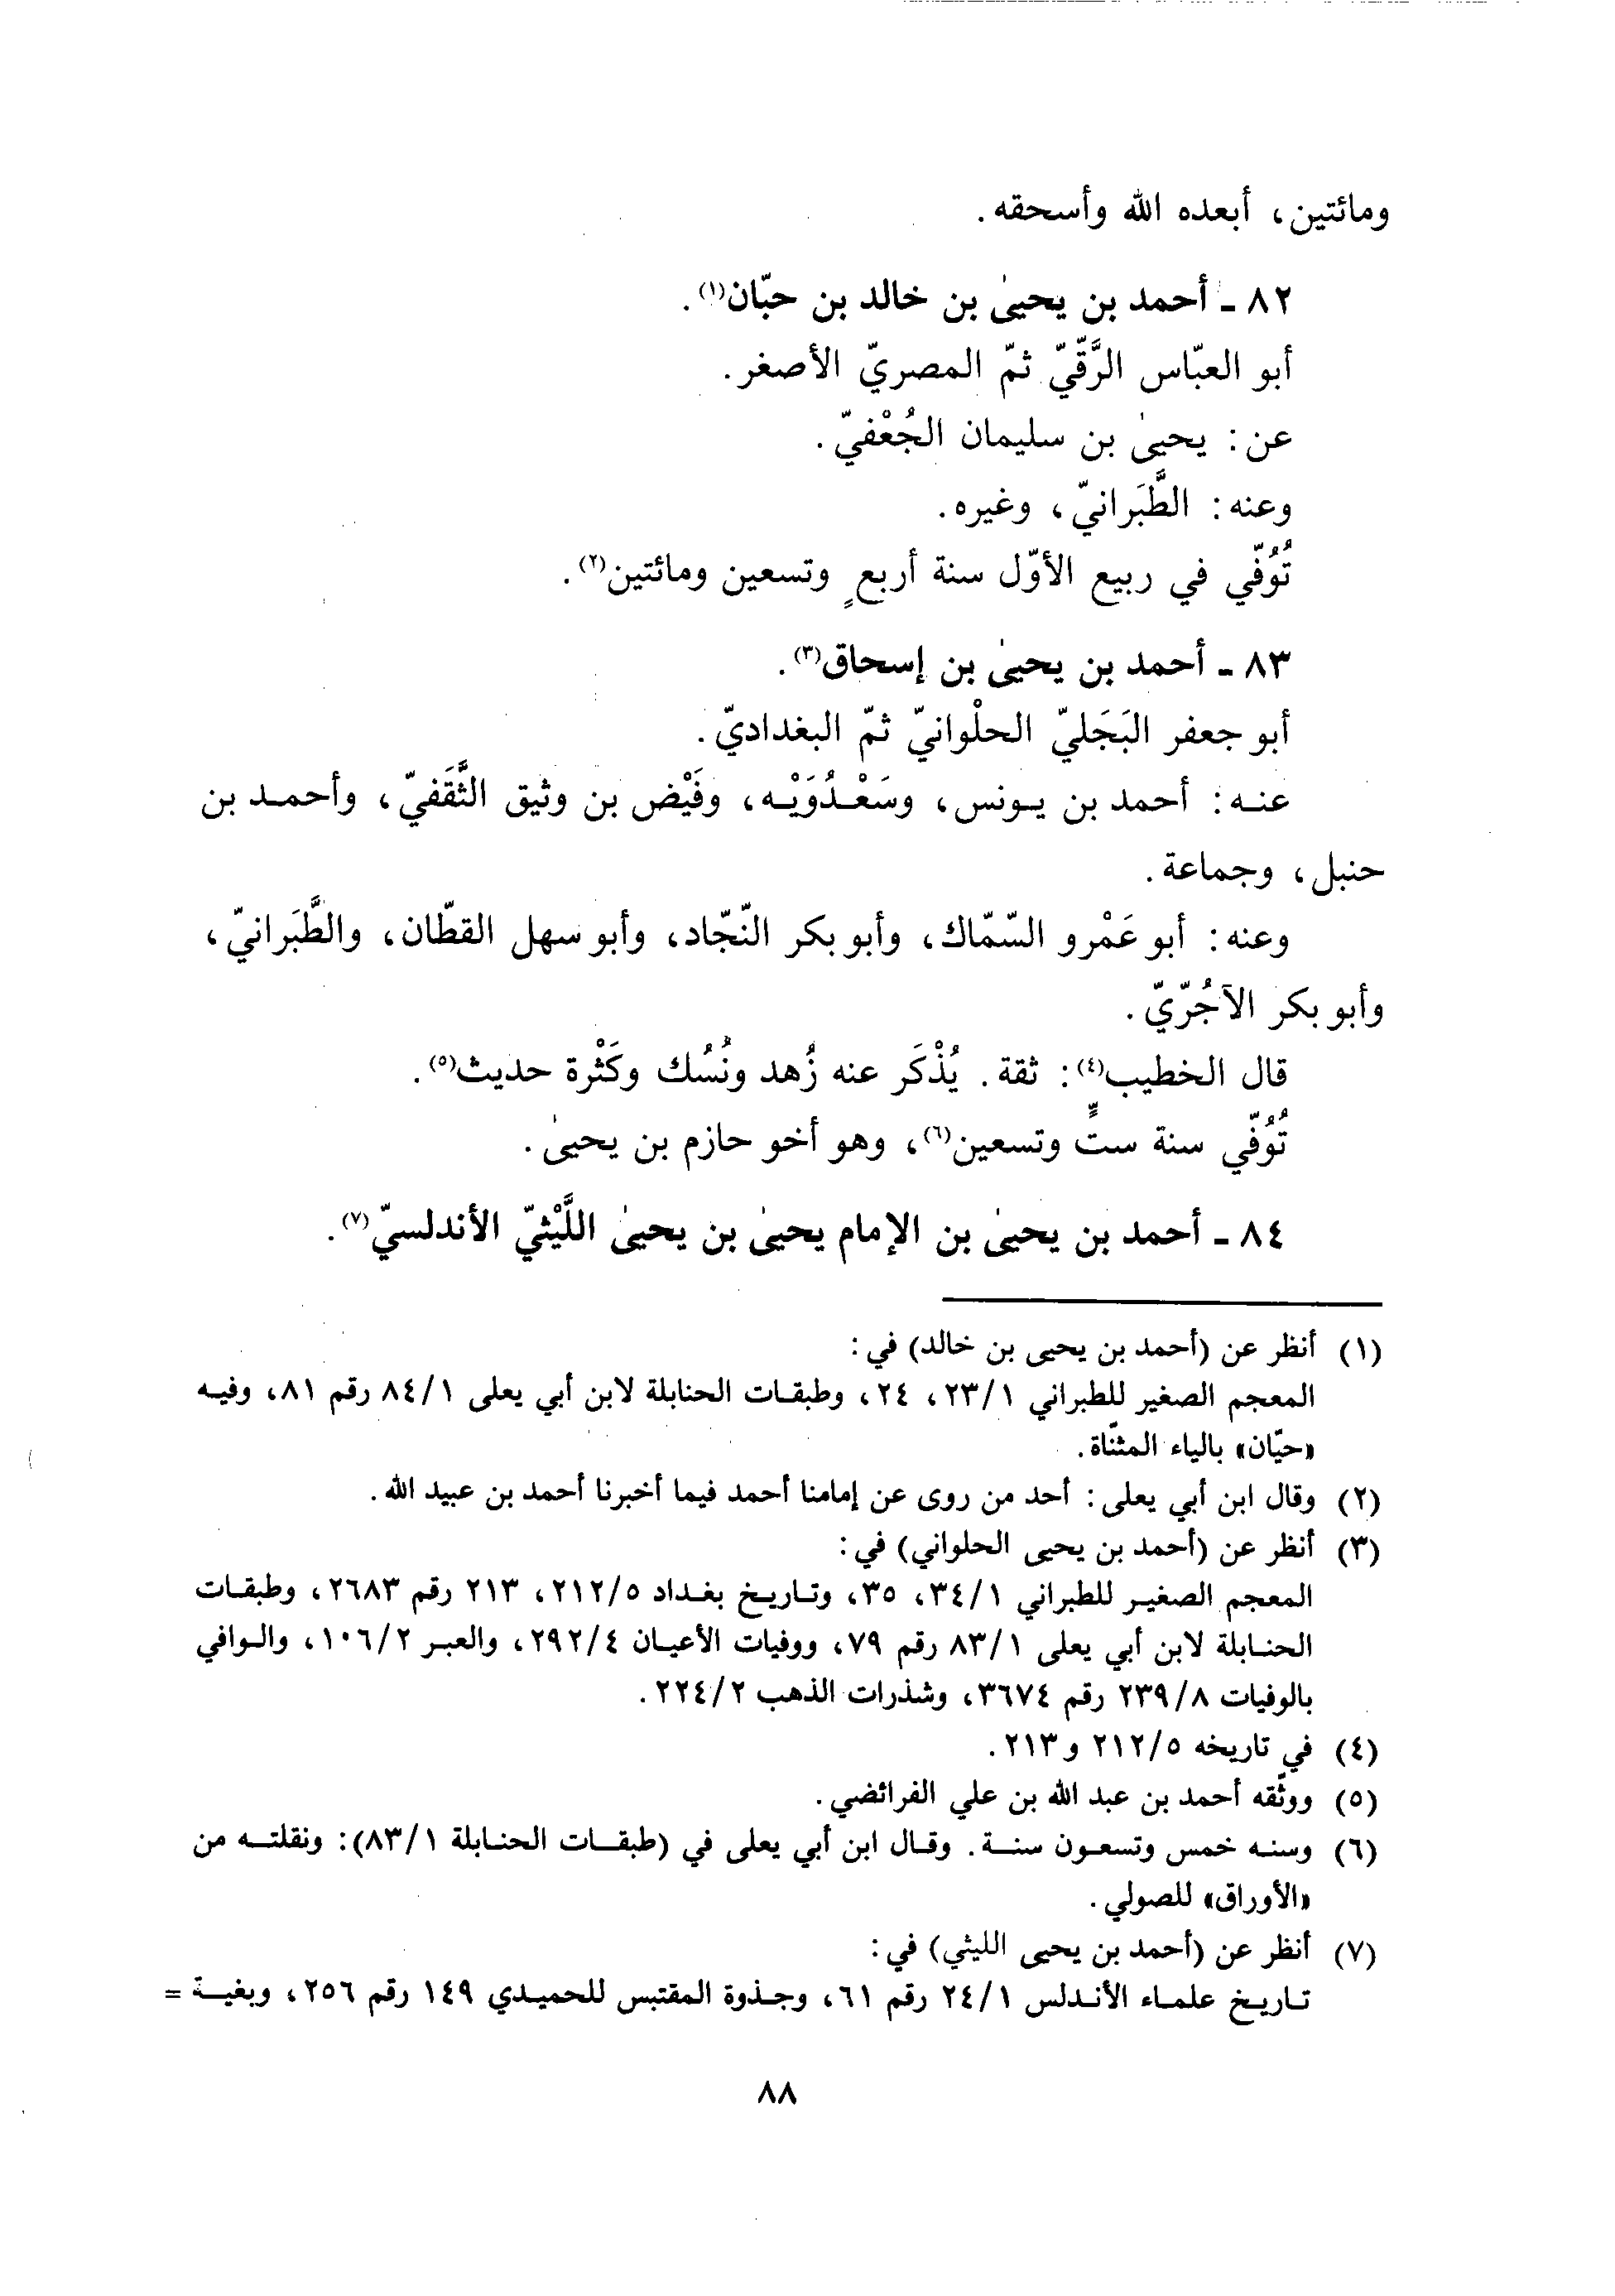 ومائتين، أبعده الله وأسحقه.
٨٢ ـ أحمد بن يحيىٰ بن خالد بن حبّان(١).
أبو العبّاس الرَّقّيّ ثمّ المصريّ الأصغر.
عن: يحيىٰ بن سليمان الجُعْفيّ.
وعنه: الطَّبَرانيّ، وغيره.
تُوُفّي في ربيع الأوّل سنة أربعٍ وتسعين ومائتين(٢).
٨٣ ـ أحمد بن يحيىٰ بن إسحاق(٣).
أبو جعفر البَجَليّ الحلْوانيّ ثمّ البغداديّ.
عنه: أحمد بن يونس، وسَعْدُوَيْه، وفَيْض بن وثيق الثَّقَفيّ، وأحمد بن
حنبل، وجماعة.
وعنه: أبو عَمْرو السّمّاك، وأبو بكر النّجّاد، وأبو سهل القطّان، والطَّبَرانيّ،
وأبو بكر الآجُرّيّ.
قال الخطيب(٤): ثقة. يُذْكَر عنه زُهد ونُسُك وكَثْرة حديث(٥).
تُوُفّي سنة ستٍّ وتسعين(٦)، وهو أخو حازم بن يحيىٰ.
٨٤ ـ أحمد بن يحيىٰ بن الإمام يحيىٰ بن يحيىٰ اللَّيْثيّ الأندلسيّ(٧).
(١) أنظر عن (أحمد بن يحيى بن خالد) في:
المعجم الصغير للطبراني ٢٣/١، ٢٤، وطبقات الحنابلة لابن أبي يعلى ٨٤/١ رقم ٨١، وفيه
«حيّان» بالياء المثنّاة.
(٢) وقال ابن أبي يعلى: أحد من روى عن إمامنا أحمد فيما أخبرنا أحمد بن عبيد الله.
(٣) أنظر عن (أحمد بن يحيى الحلواني) في:
المعجم الصغير للطبراني ٣٤/١، ٣٥، وتاريخ بغداد ٢١٢/٥، ٢١٣ رقم ٢٦٨٣، وطبقات
الحنابلة لابن أبي يعلى ٨٣/١ رقم ٧٩، ووفيات الأعيان ٢٩٢/٤، والعبر ١٠٦/٢، والوافي
بالوفيات ٢٣٩/٨ رقم ٣٦٧٤، وشذرات الذهب ٢٢٤/٢.
(٤) في تاريخه ٢١٢/٥ و٢١٣.
(٥) ووثّقه أحمد بن عبد الله بن علي الفرائضي.
(٦) وسنه خمس وتسعون سنة. وقال ابن أبي يعلى في (طبقات الحنابلة ٨٣/١): ونقلته من
«الأوراق» للصولي.
(٧) أنظر عن (أحمد بن يحيى الليثي) في:
تاريخ علماء الأندلس ٢٤/١ رقم ٦١، وجذوة المقتبس للحميدي ١٤٩ رقم ٢٥٦، وبغية =
٨٨